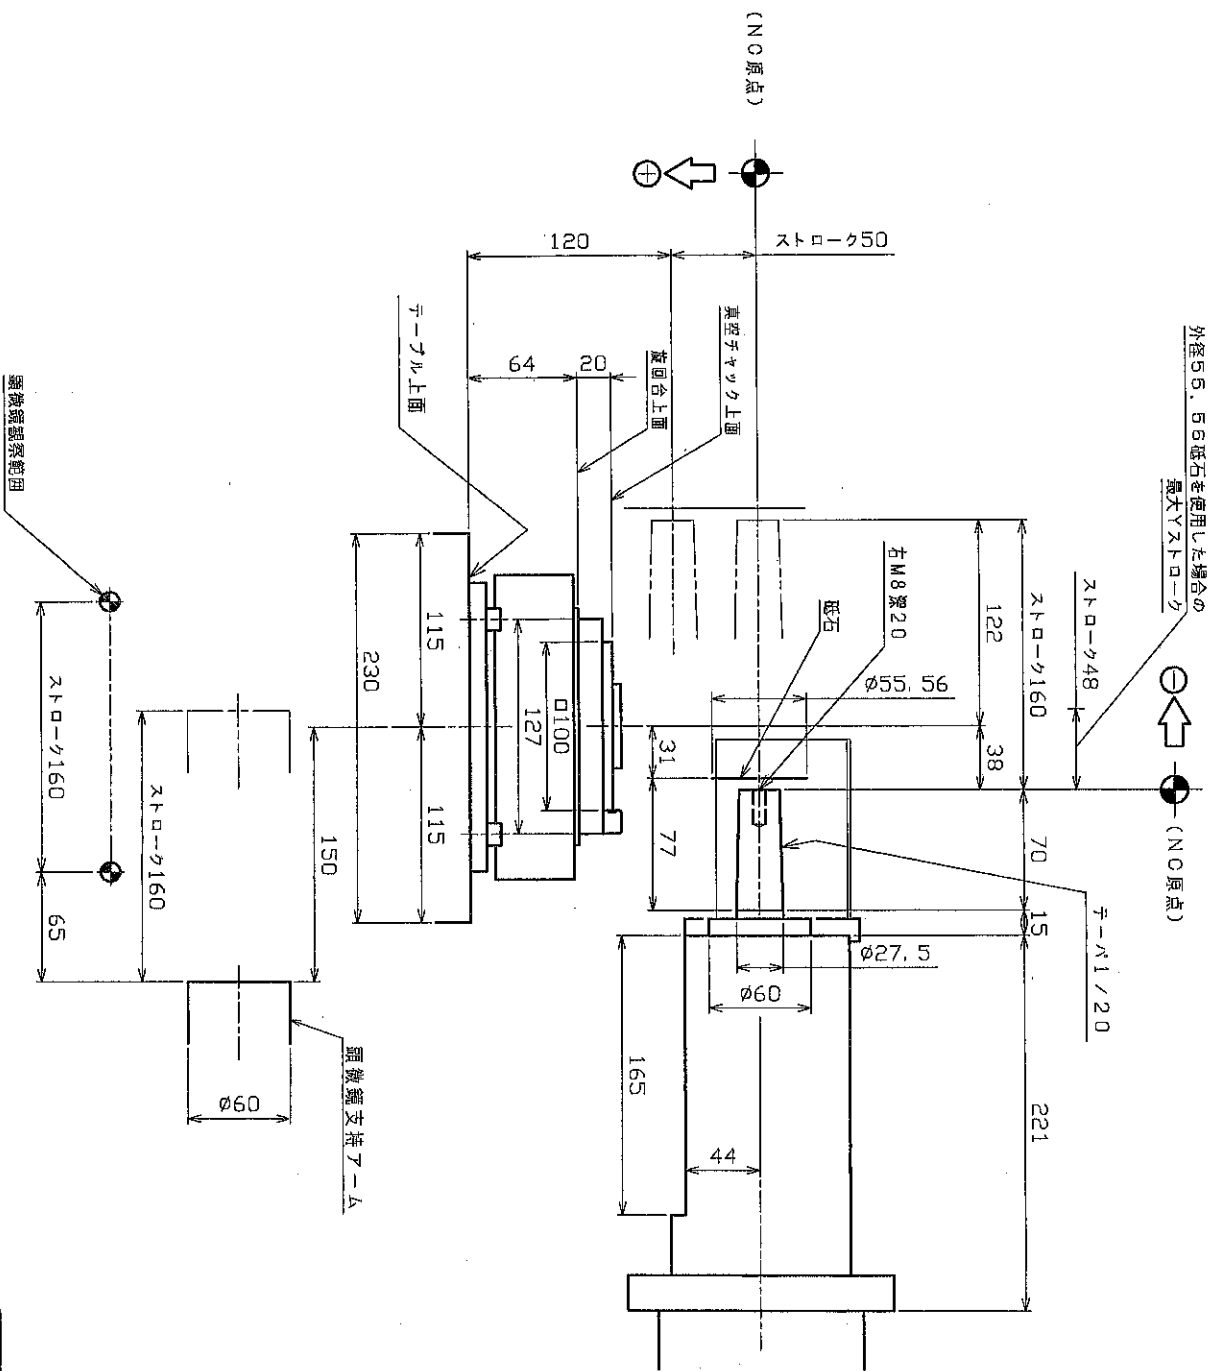 (NC原点)
ストローク50
120
64
20
テーブル上面
旋回台上面
真空チャック上面
外径55.56砥石を使用した場合の
最大Yストローク
ストローク48
ストローク160
122
38
(NC原点)
右M8深20
砥石
ø55.56
31
77
70
15
テーパ1/20
ø27.5
ø60
165
44
221
115
115
230
127
□100
150
ストローク160
顕微鏡観察範囲
ストローク160
65
ø60
顕微鏡支持アーム